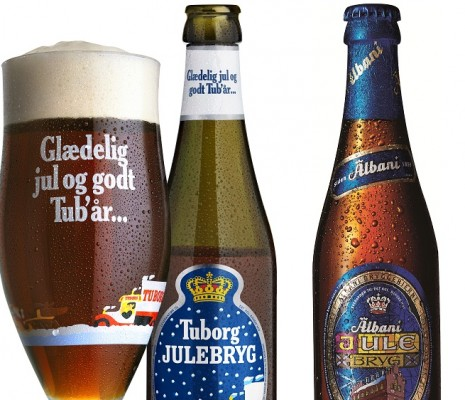 Glædelig
jul og godt
Tub'år...
TUBO
Glædelig jul og
godt Tub'år...
Tuborg
JULEBRYG
Albani
Albani
Albani
JULE
BRYG